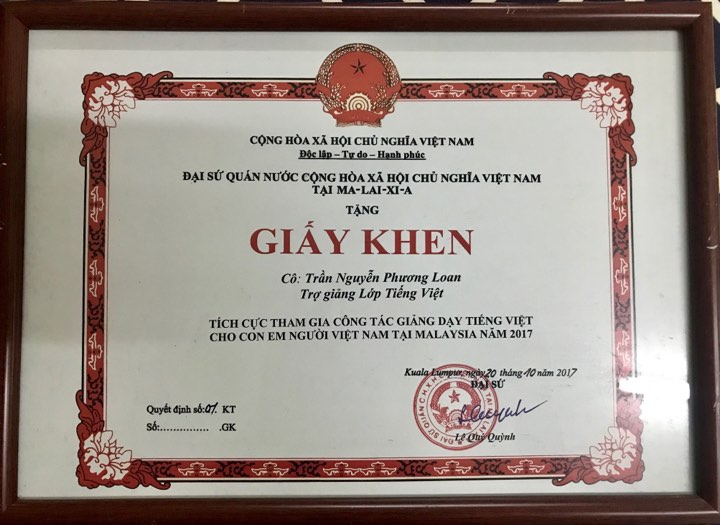 CỘNG HÒA XÃ HỘI CHỦ NGHĨA VIỆT NAM
Độc lập – Tự do – Hạnh phúc
ĐẠI SỨ QUÁN NƯỚC CỘNG HÒA XÃ HỘI CHỦ NGHĨA VIỆT NAM
TẠI MA-LAI-XI-A
TẶNG
GIẤY KHEN
Cô: Trần Nguyễn Phương Loan
Trợ giảng Lớp Tiếng Việt
TÍCH CỰC THAM GIA CÔNG TÁC GIẢNG DẠY TIẾNG VIỆT
CHO CON EM NGƯỜI VIỆT NAM TẠI MALAYSIA NĂM 2017
Kuala Lumpur, ngày 20 tháng 10 năm 2017
ĐẠI SỨ
Quyết định số: 01. KT
Số:................ .GK
Lê Quý Quỳnh